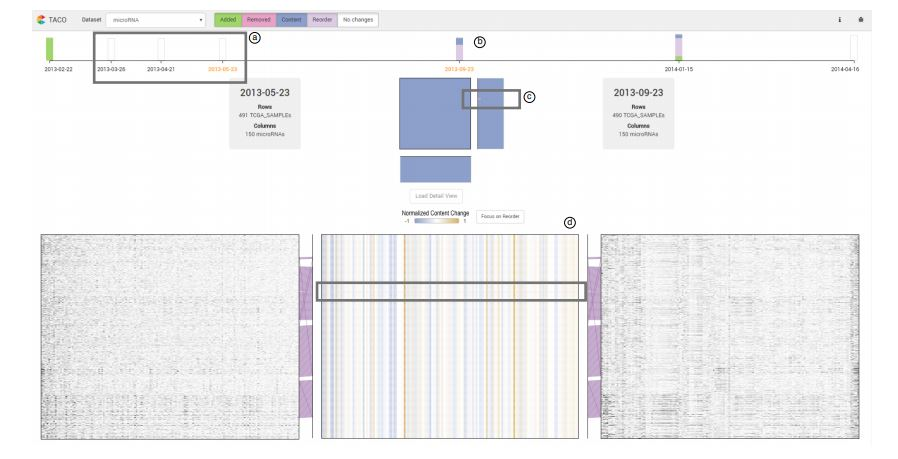 TACO Dataset microRNA Added Removed Content Reorder No changes i
a
b
2013-02-22 2013-03-26 2013-04-21 2013-05-23 2013-09-23 2014-01-15 2014-04-16
2013-05-23
Rows
491 TCGA_SAMPLEs
Columns
150 microRNAs
c
2013-09-23
Rows
490 TCGA_SAMPLEs
Columns
150 microRNAs
Load Detail View
Normalized Content Change
-1 1
Focus on Reorder
d